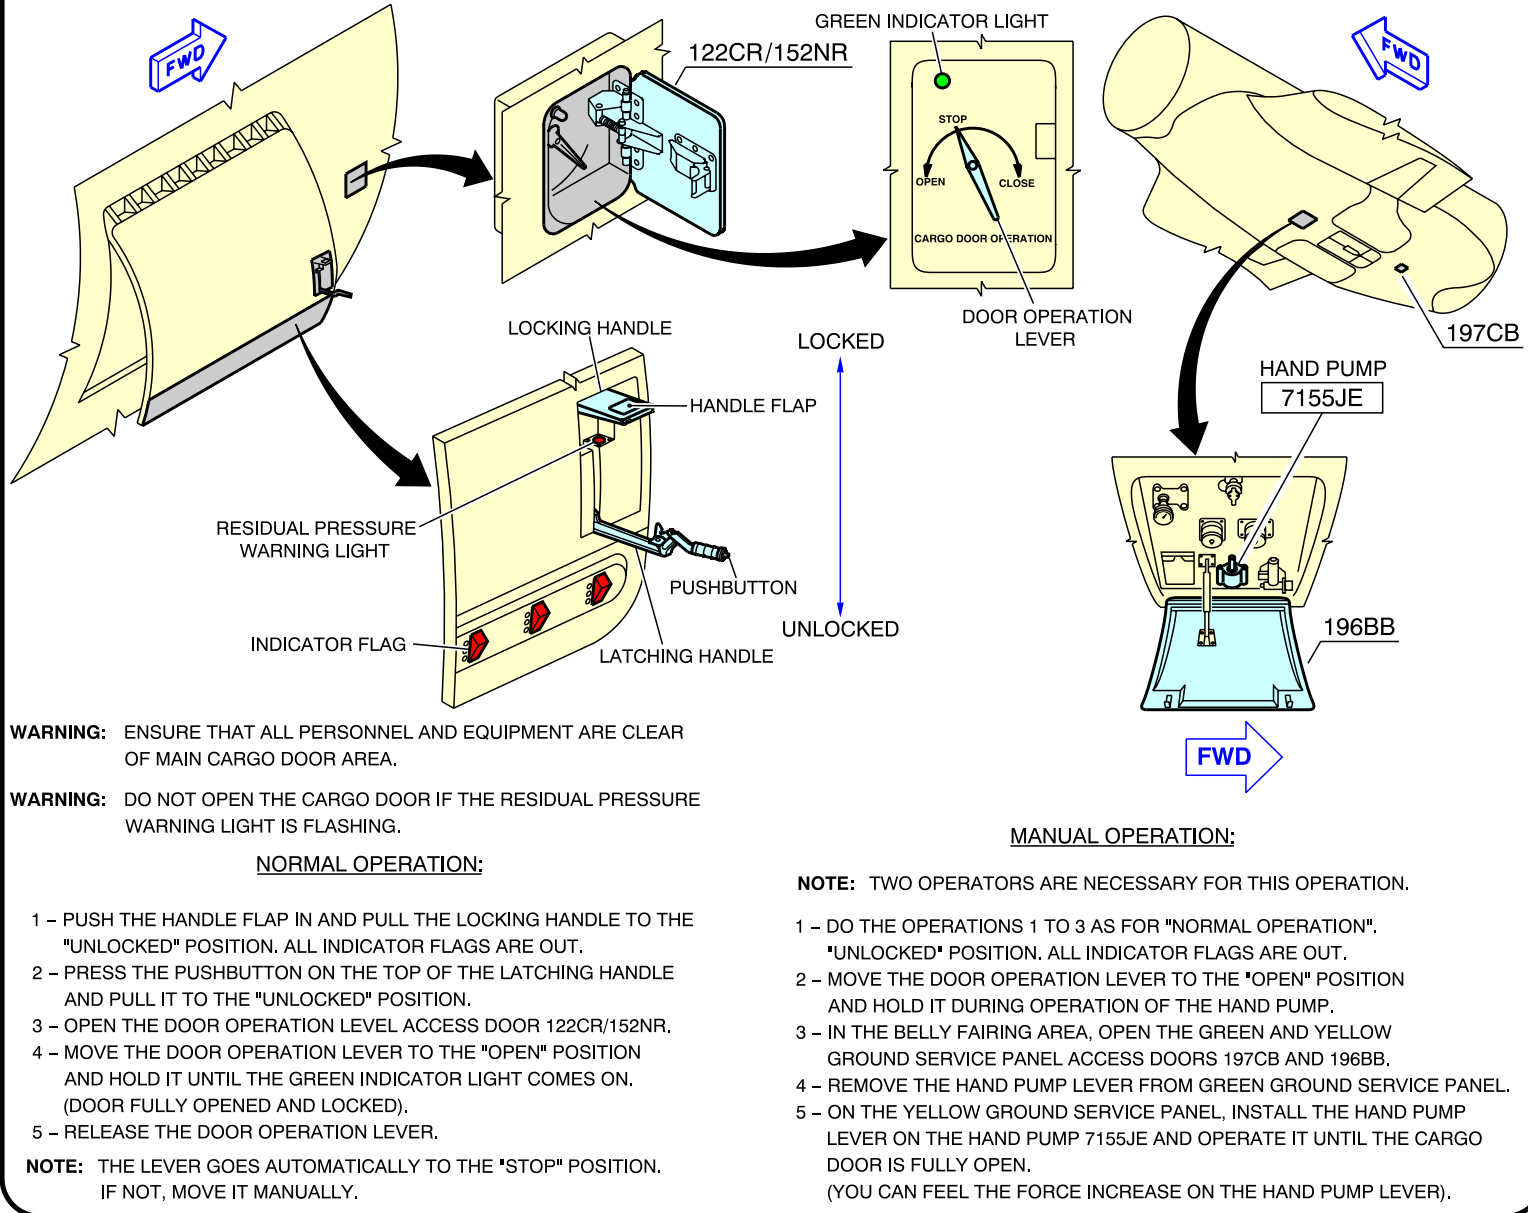 FWD
122CR/152NR
GREEN INDICATOR LIGHT
STOP
OPEN
CLOSE
CARGO DOOR OPERATION
DOOR OPERATION
LEVER
FWD
197CB
LOCKING HANDLE
HANDLE FLAP
RESIDUAL PRESSURE
WARNING LIGHT
PUSHBUTTON
INDICATOR FLAG
LATCHING HANDLE
LOCKED
UNLOCKED
HAND PUMP
7155JE
196BB
FWD
WARNING: ENSURE THAT ALL PERSONNEL AND EQUIPMENT ARE CLEAR
OF MAIN CARGO DOOR AREA.
WARNING: DO NOT OPEN THE CARGO DOOR IF THE RESIDUAL PRESSURE
WARNING LIGHT IS FLASHING.
NORMAL OPERATION:
1 – PUSH THE HANDLE FLAP IN AND PULL THE LOCKING HANDLE TO THE
"UNLOCKED" POSITION. ALL INDICATOR FLAGS ARE OUT.
2 – PRESS THE PUSHBUTTON ON THE TOP OF THE LATCHING HANDLE
AND PULL IT TO THE "UNLOCKED" POSITION.
3 – OPEN THE DOOR OPERATION LEVEL ACCESS DOOR 122CR/152NR.
4 – MOVE THE DOOR OPERATION LEVER TO THE "OPEN" POSITION
AND HOLD IT UNTIL THE GREEN INDICATOR LIGHT COMES ON.
(DOOR FULLY OPENED AND LOCKED).
5 – RELEASE THE DOOR OPERATION LEVER.
NOTE: THE LEVER GOES AUTOMATICALLY TO THE "STOP" POSITION.
IF NOT, MOVE IT MANUALLY.
MANUAL OPERATION:
NOTE: TWO OPERATORS ARE NECESSARY FOR THIS OPERATION.
1 – DO THE OPERATIONS 1 TO 3 AS FOR "NORMAL OPERATION".
"UNLOCKED" POSITION. ALL INDICATOR FLAGS ARE OUT.
2 – MOVE THE DOOR OPERATION LEVER TO THE "OPEN" POSITION
AND HOLD IT DURING OPERATION OF THE HAND PUMP.
3 – IN THE BELLY FAIRING AREA, OPEN THE GREEN AND YELLOW
GROUND SERVICE PANEL ACCESS DOORS 197CB AND 196BB.
4 – REMOVE THE HAND PUMP LEVER FROM GREEN GROUND SERVICE PANEL.
5 – ON THE YELLOW GROUND SERVICE PANEL, INSTALL THE HAND PUMP
LEVER ON THE HAND PUMP 7155JE AND OPERATE IT UNTIL THE CARGO
DOOR IS FULLY OPEN.
(YOU CAN FEEL THE FORCE INCREASE ON THE HAND PUMP LEVER).